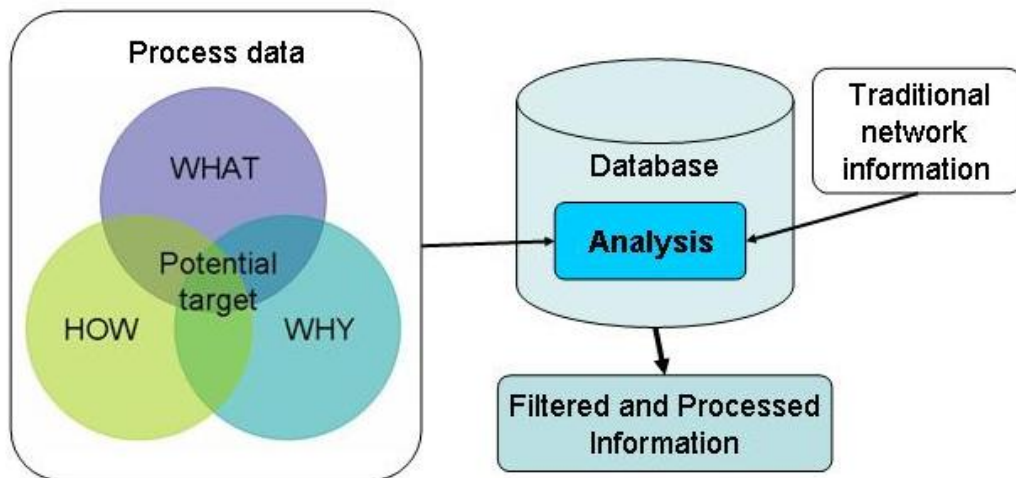 Process data
WHAT
Potential
target
HOW
WHY
Database
Analysis
Traditional
network
information
Filtered and Processed
Information